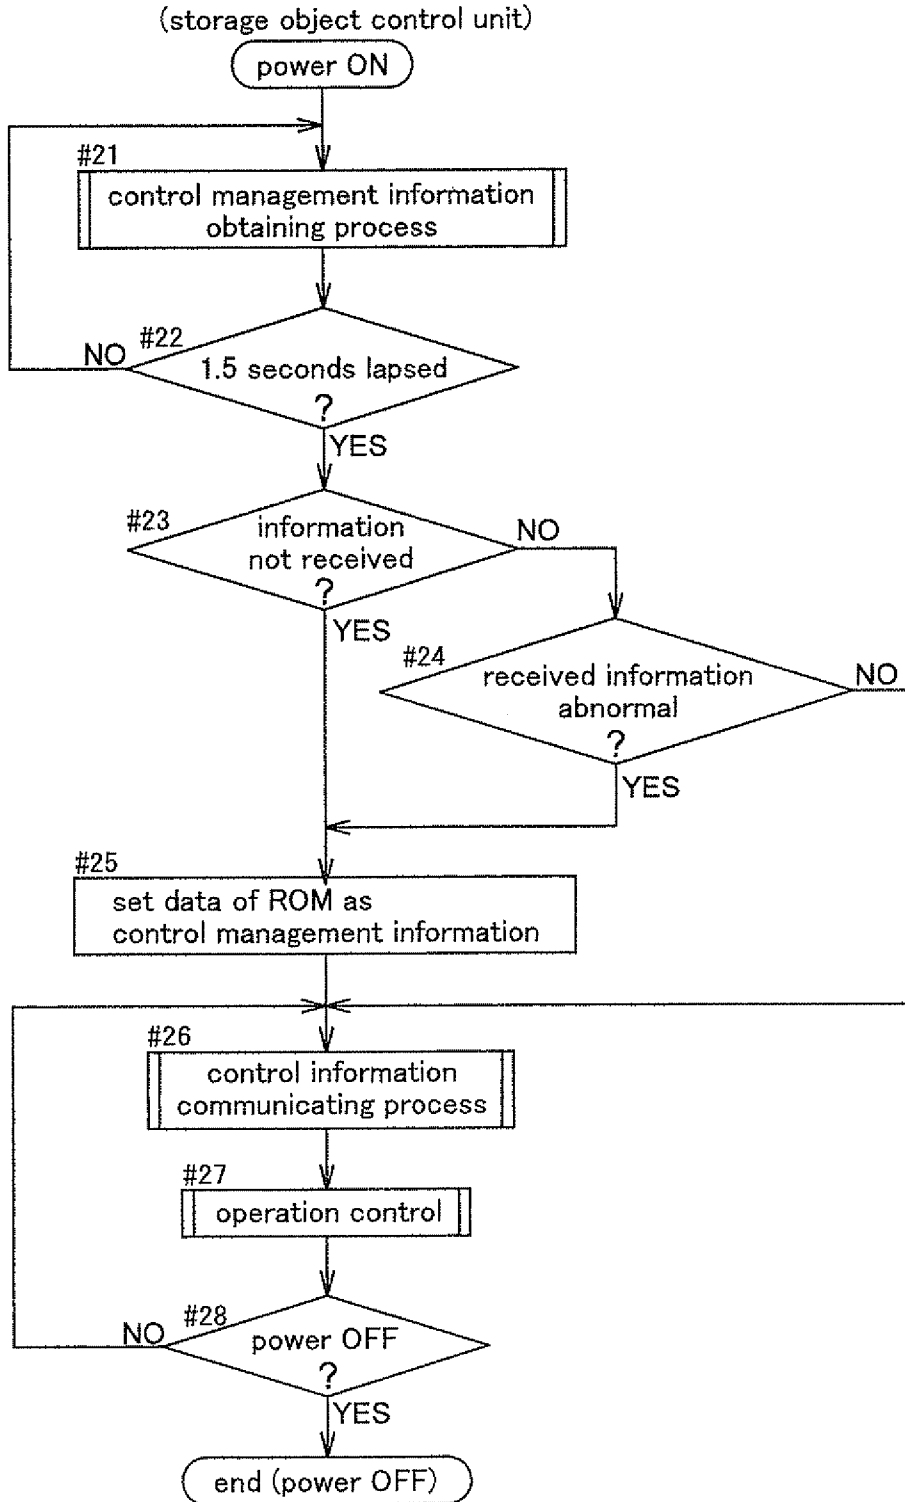 (storage object control unit)
power ON
#21
control management information
obtaining process
#22
NO
1.5 seconds lapsed
?
YES
#23
information
not received
?
NO
YES
#24
received information
abnormal
?
NO
YES
#25
set data of ROM as
control management information
#26
control information
communicating process
#27
operation control
#28
NO
power OFF
?
YES
end (power OFF)